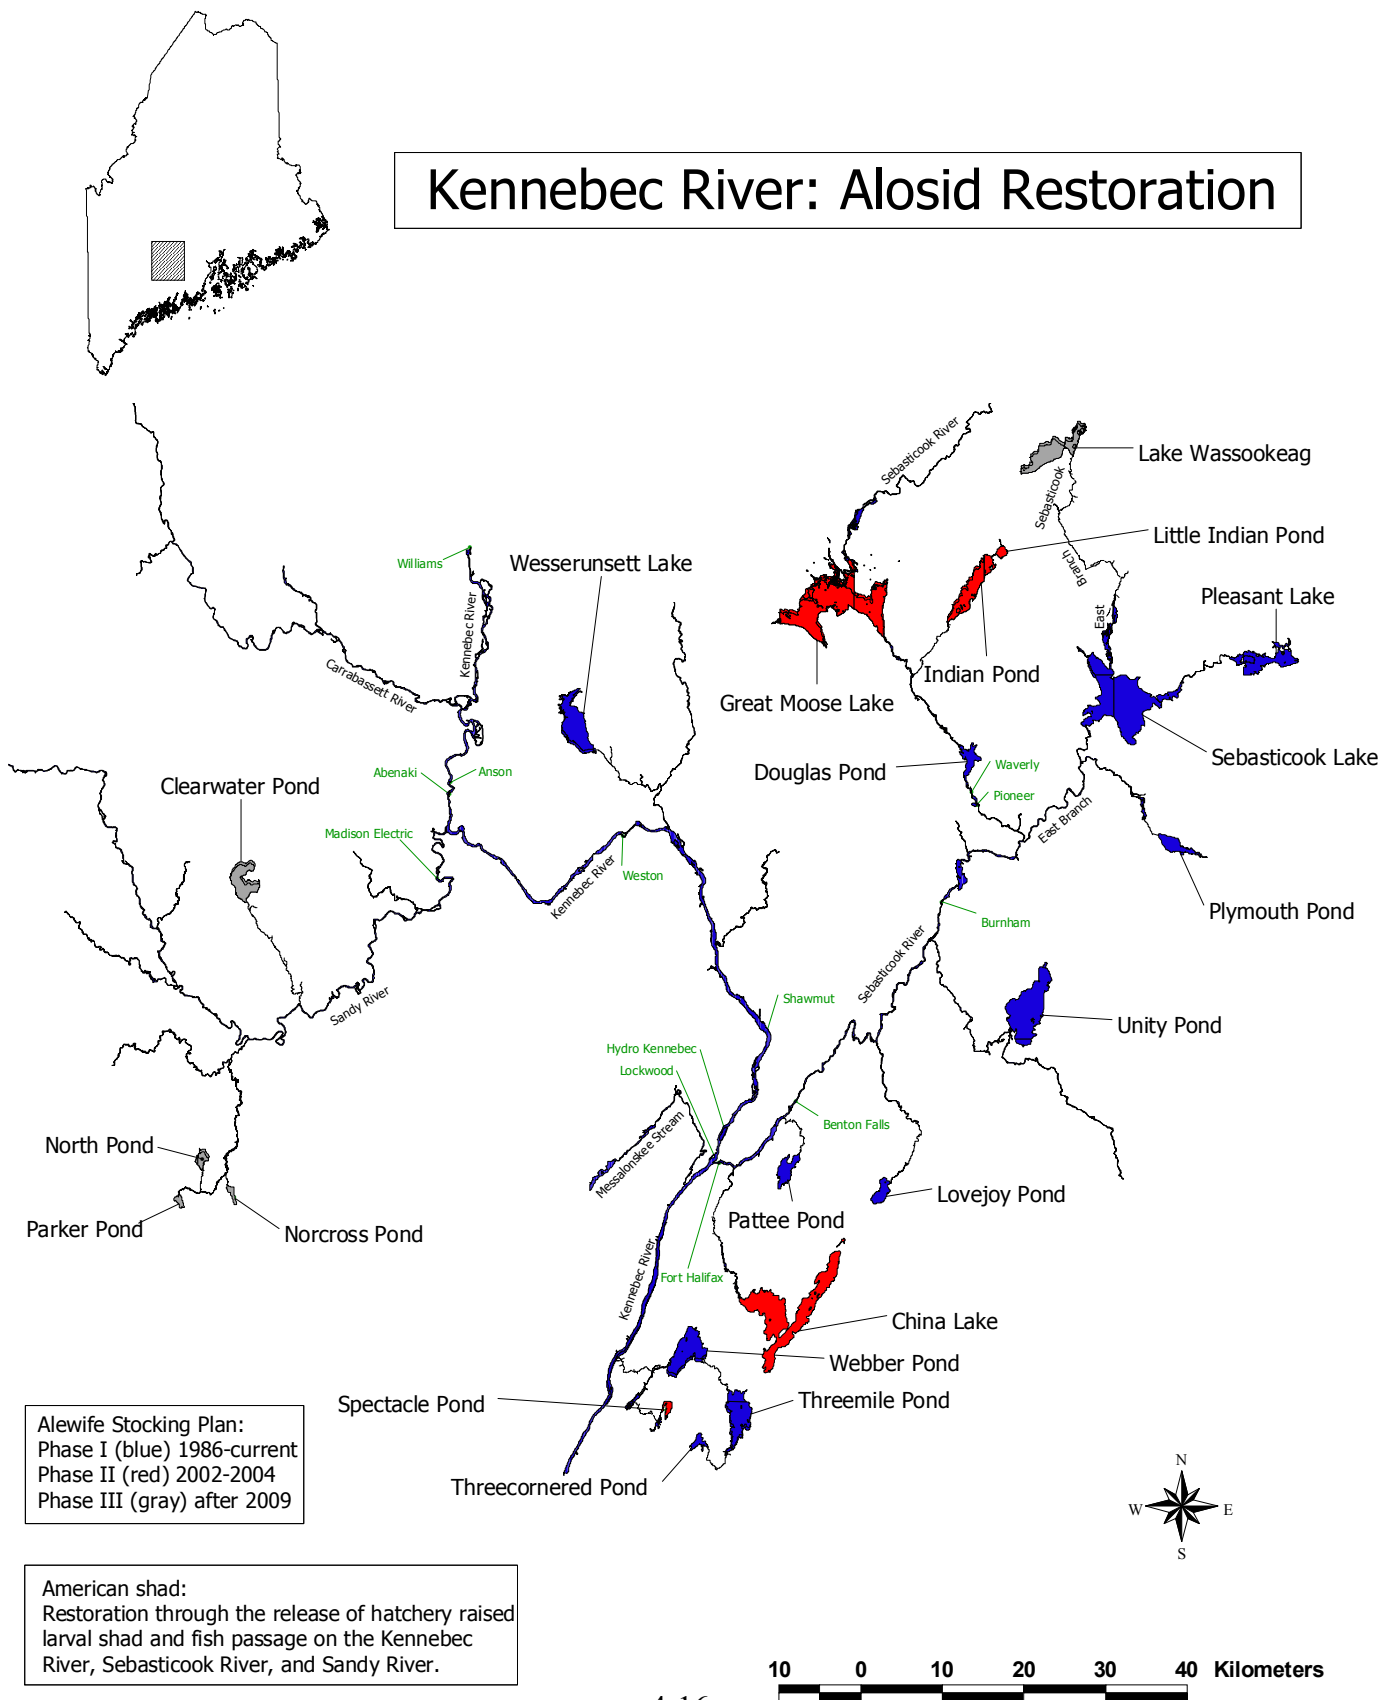 Kennebec River: Alosid Restoration
Sebasticook River
Lake Wassookeag
Sebasticook
Little Indian Pond
Williams
Wesserunsett Lake
Branch
Pleasant Lake
Kennebec River
East
Carrabassett River
Indian Pond
Great Moose Lake
Sebasticook Lake
Abenaki
Anson
Douglas Pond
Waverly
Clearwater Pond
Pioneer
East Branch
Madison Electric
Weston
Kennebec River
Plymouth Pond
Burnham
Sebasticook River
Sandy River
Shawmut
Unity Pond
Hydro Kennebec
Lockwood
Benton Falls
Messalonskee Stream
North Pond
Lovejoy Pond
Pattee Pond
Parker Pond
Norcross Pond
Kennebec River
Fort Halifax
China Lake
Webber Pond
Spectacle Pond
Threemile Pond
Threecornered Pond
Alewife Stocking Plan:
Phase I (blue) 1986-current
Phase II (red) 2002-2004
Phase III (gray) after 2009
N
W
E
S
American shad:
Restoration through the release of hatchery raised
larval shad and fish passage on the Kennebec
River, Sebasticook River, and Sandy River.
10 0 10 20 30 40 Kilometers
4-16